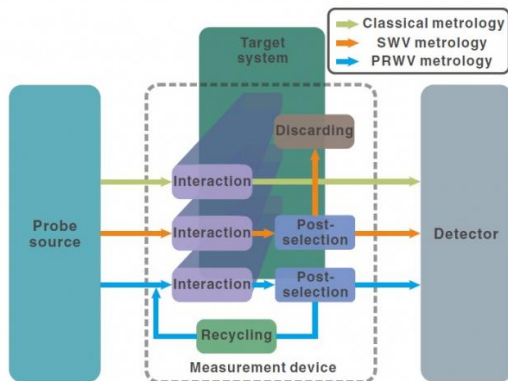 Classical metrology
SWV metrology
PRWV metrology
Target
system
Discarding
Interaction
Probe
source
Interaction
Post-
selection
Detector
Interaction
Post-
selection
Recycling
Measurement device